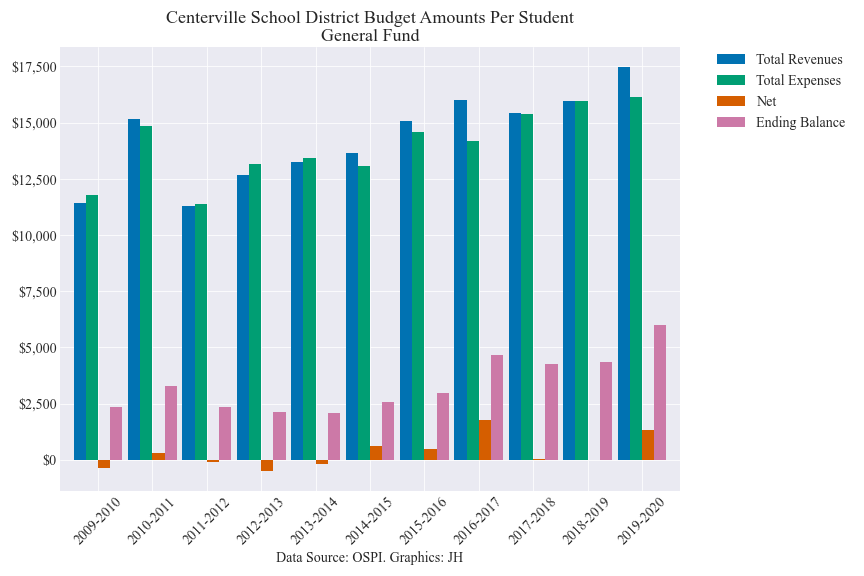 Centerville School District Budget Amounts Per Student
General Fund
Total Revenues
Total Expenses
Net
Ending Balance
$17,500
$15,000
$12,500
$10,000
$7,500
$5,000
$2,500
$0
2009-2010
2010-2011
2011-2012
2012-2013
2013-2014
2014-2015
2015-2016
2016-2017
2017-2018
2018-2019
2019-2020
Data Source: OSPI. Graphics: JH